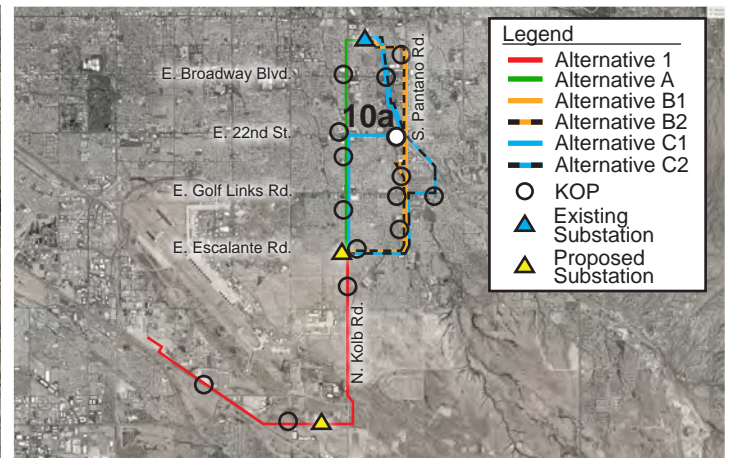 Legend
Alternative 1
Alternative A
Alternative B1
Alternative B2
Alternative C1
Alternative C2
KOP
Existing
Substation
Proposed
Substation
E. Broadway Blvd.
S. Pantano Rd.
10a
E. 22nd St.
E. Golf Links Rd.
E. Escalante Rd.
N. Kolb Rd.